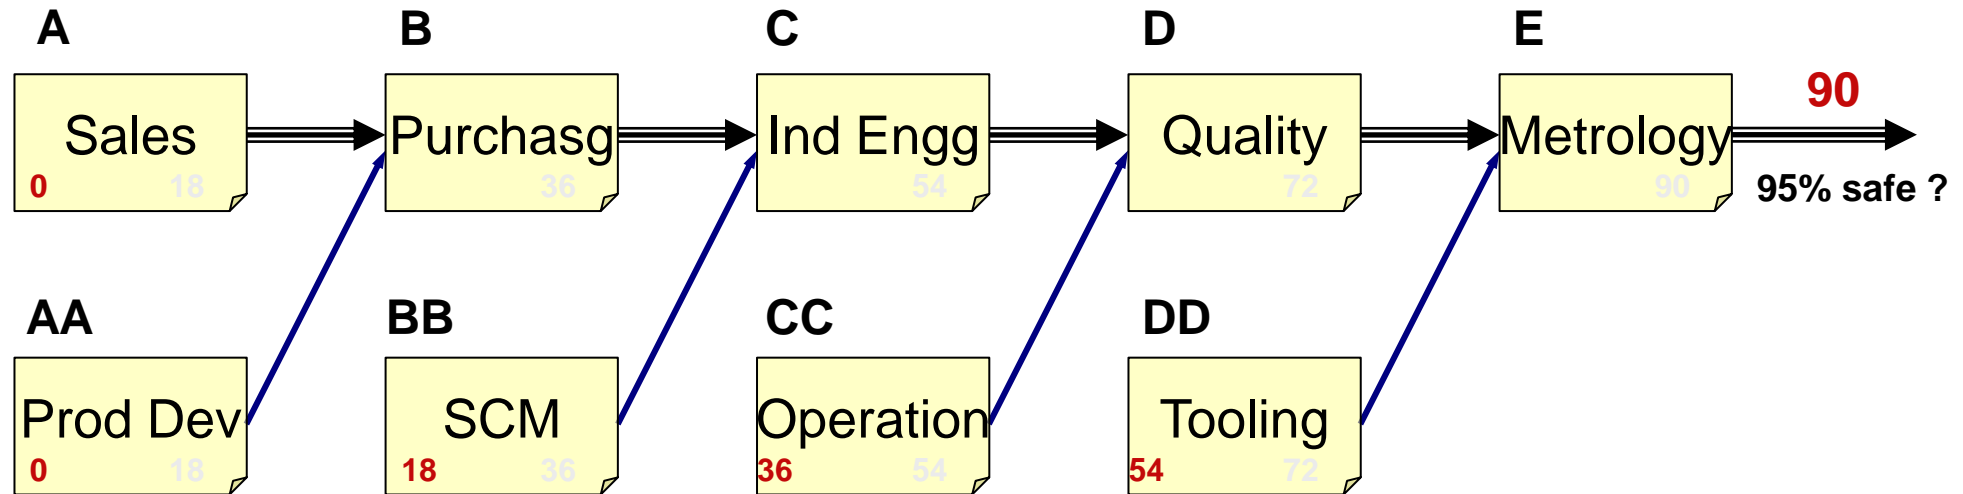 A B C D E
Sales Purchasg Ind Engg Quality Metrology 90
0 18 36 54 72 90 95% safe ?
AA BB CC DD
Prod Dev SCM Operation Tooling
0 18 18 36 36 54 54 72